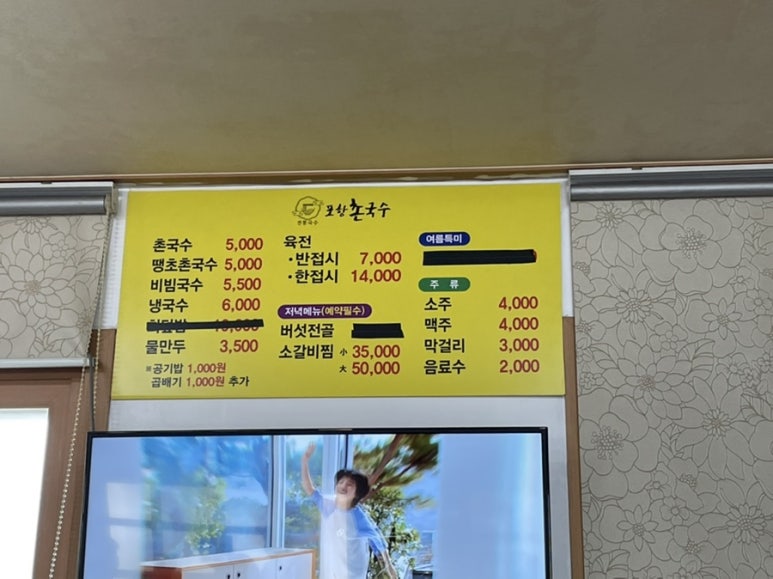 전통국수 포항촌국수
촌국수 5,000
땡초촌국수 5,000
비빔국수 5,500
냉국수 6,000
물만두 3,500
※공기밥 1,000원
곱배기 1,000원 추가
육전
·반접시 7,000
·한접시 14,000
저녁메뉴(예약필수)
버섯전골
소갈비찜 小 35,000
大 50,000
여름특미
주 류
소주 4,000
맥주 4,000
막걸리 3,000
음료수 2,000